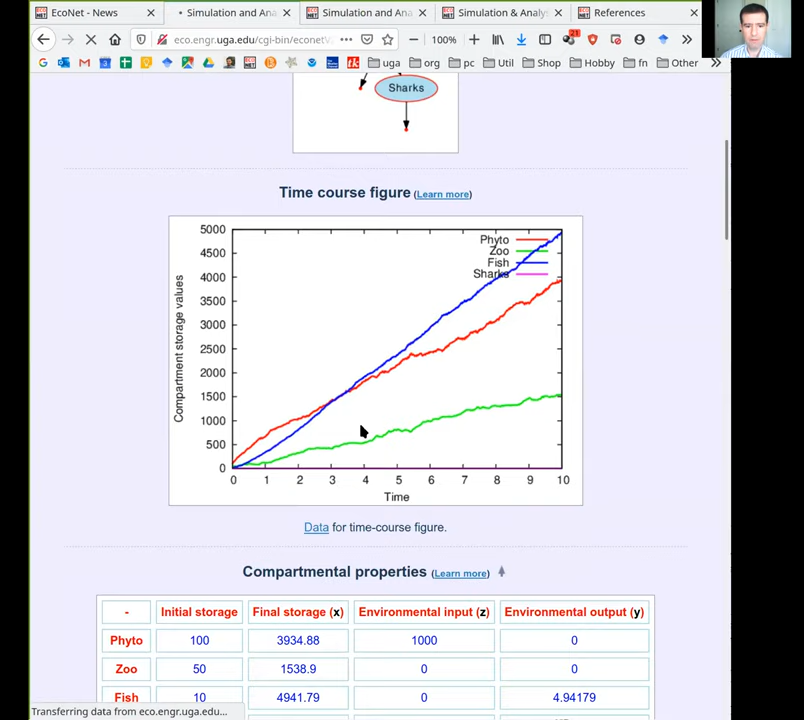 EcoNet - News
Simulation and Ana
Simulation and Ana
Simulation & Analyt
References
eco.engr.uga.edu/cgi-bin/econetV
100%
21
uga
org
pc
Util
Shop
Hobby
fn
Other
Sharks
Time course figure (Learn more)
5000
4500
4000
3500
3000
2500
2000
1500
1000
500
0
Compartment storage values
Phyto
Zoo
Fish
Sharks
0 1 2 3 4 5 6 7 8 9 10
Time
Data for time-course figure.
Compartmental properties (Learn more)
- Initial storage Final storage (x) Environmental input (z) Environmental output (y)
Phyto 100 3934.88 1000 0
Zoo 50 1538.9 0 0
Fish 10 4941.79 0 4.94179
Transferring data from eco.engr.uga.edu...